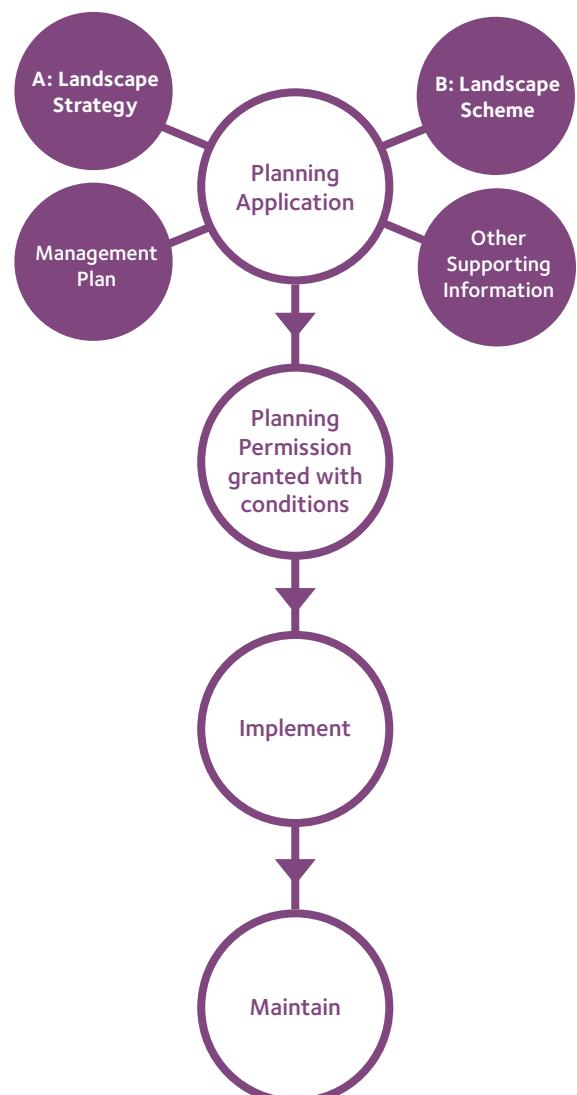 A: Landscape
Strategy
B: Landscape
Scheme
Planning
Application
Management
Plan
Other
Supporting
Information
Planning
Permission
granted with
conditions
Implement
Maintain